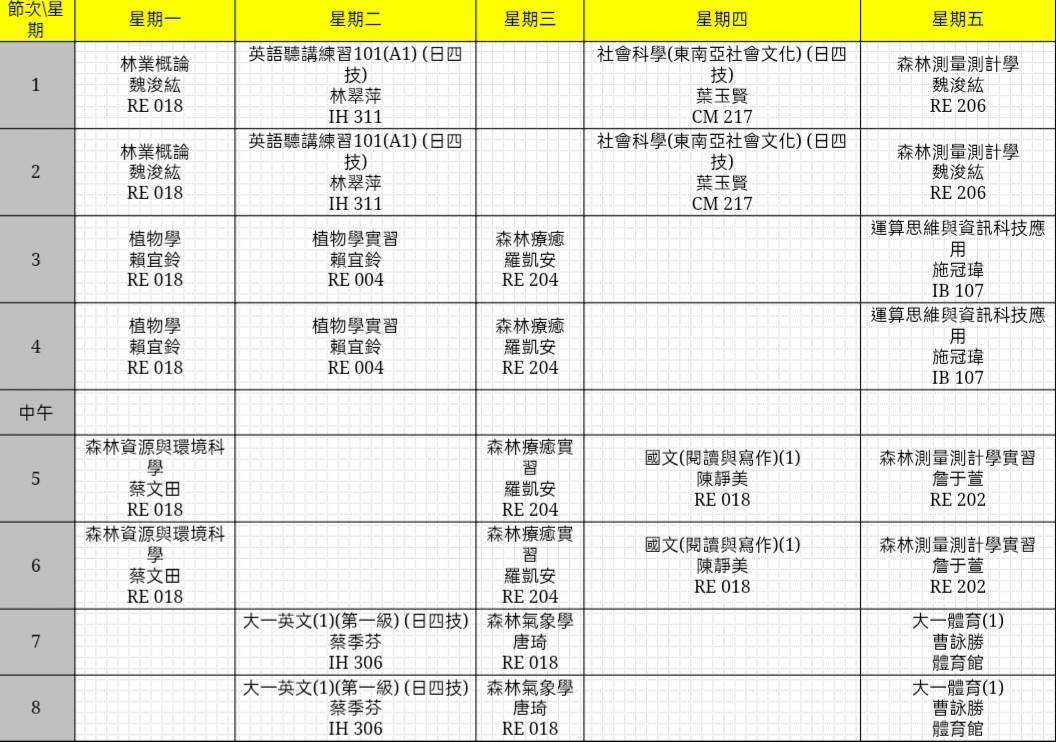 節次\星期
星期一
星期二
星期三
星期四
星期五
1
林業概論
魏浚紘
RE 018
英語聽講練習101(A1) (日四
技)
林翠萍
IH 311
社會科學(東南亞社會文化) (日四
技)
葉玉賢
CM 217
森林測量測計學
魏浚紘
RE 206
2
林業概論
魏浚紘
RE 018
英語聽講練習101(A1) (日四
技)
林翠萍
IH 311
社會科學(東南亞社會文化) (日四
技)
葉玉賢
CM 217
森林測量測計學
魏浚紘
RE 206
3
植物學
賴宜鈴
RE 018
植物學實習
賴宜鈴
RE 004
森林療癒
羅凱安
RE 204
運算思維與資訊科技應
用
施冠瑋
IB 107
4
植物學
賴宜鈴
RE 018
植物學實習
賴宜鈴
RE 004
森林療癒
羅凱安
RE 204
運算思維與資訊科技應
用
施冠瑋
IB 107
中午
5
森林資源與環境科
學
蔡文田
RE 018
森林療癒實
習
羅凱安
RE 204
國文(閱讀與寫作)(1)
陳靜美
RE 018
森林測量測計學實習
詹于萱
RE 202
6
森林資源與環境科
學
蔡文田
RE 018
森林療癒實
習
羅凱安
RE 204
國文(閱讀與寫作)(1)
陳靜美
RE 018
森林測量測計學實習
詹于萱
RE 202
7
大一英文(1)(第一級) (日四技)
蔡季芬
IH 306
森林氣象學
唐琦
RE 018
大一體育(1)
曹詠勝
體育館
8
大一英文(1)(第一級) (日四技)
蔡季芬
IH 306
森林氣象學
唐琦
RE 018
大一體育(1)
曹詠勝
體育館